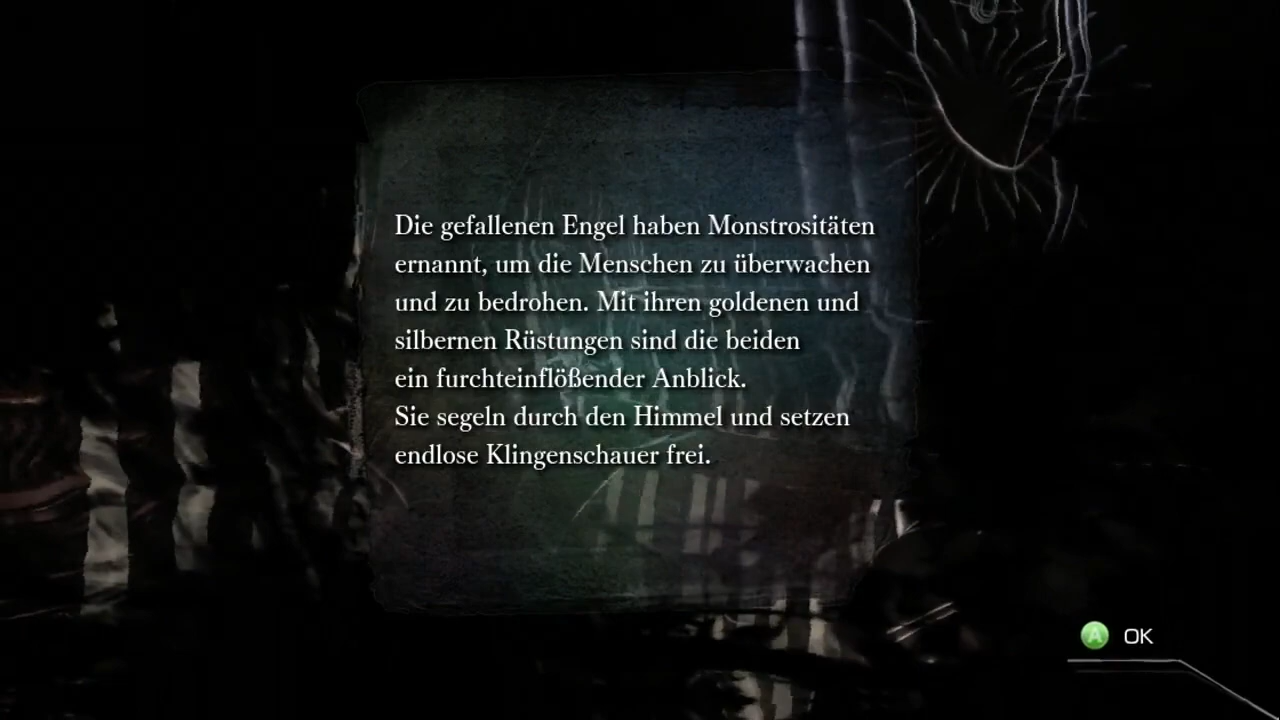 Die gefallenen Engel haben Monstrositäten
ernannt, um die Menschen zu überwachen
und zu bedrohen. Mit ihren goldenen und
silbernen Rüstungen sind die beiden
ein furchteinflößender Anblick.
Sie segeln durch den Himmel und setzen
endlose Klingenschauer frei.
A OK